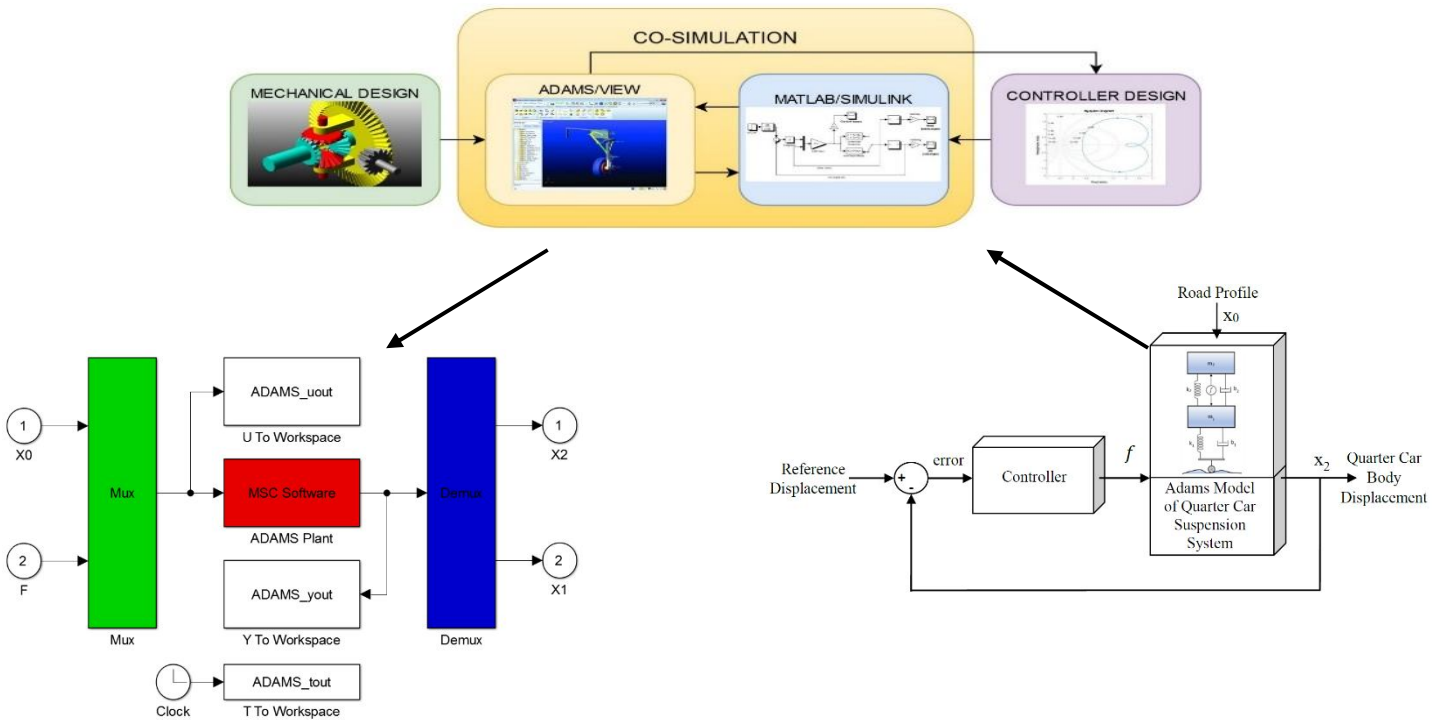 CO-SIMULATION
MECHANICAL DESIGN
ADAMS/VIEW
MATLAB/SIMULINK
CONTROLLER DESIGN
Road Profile
x0
m2
m1
1
X0
2
F
Mux
Mux
ADAMS_uout
U To Workspace
MSC Software
ADAMS Plant
ADAMS_yout
Y To Workspace
Clock
ADAMS_tout
T To Workspace
Demux
Demux
1
X2
2
X1
Reference
Displacement
+
-
error
Controller
f
Adams Model
of Quarter Car
Suspension
System
x2
Quarter Car
Body
Displacement